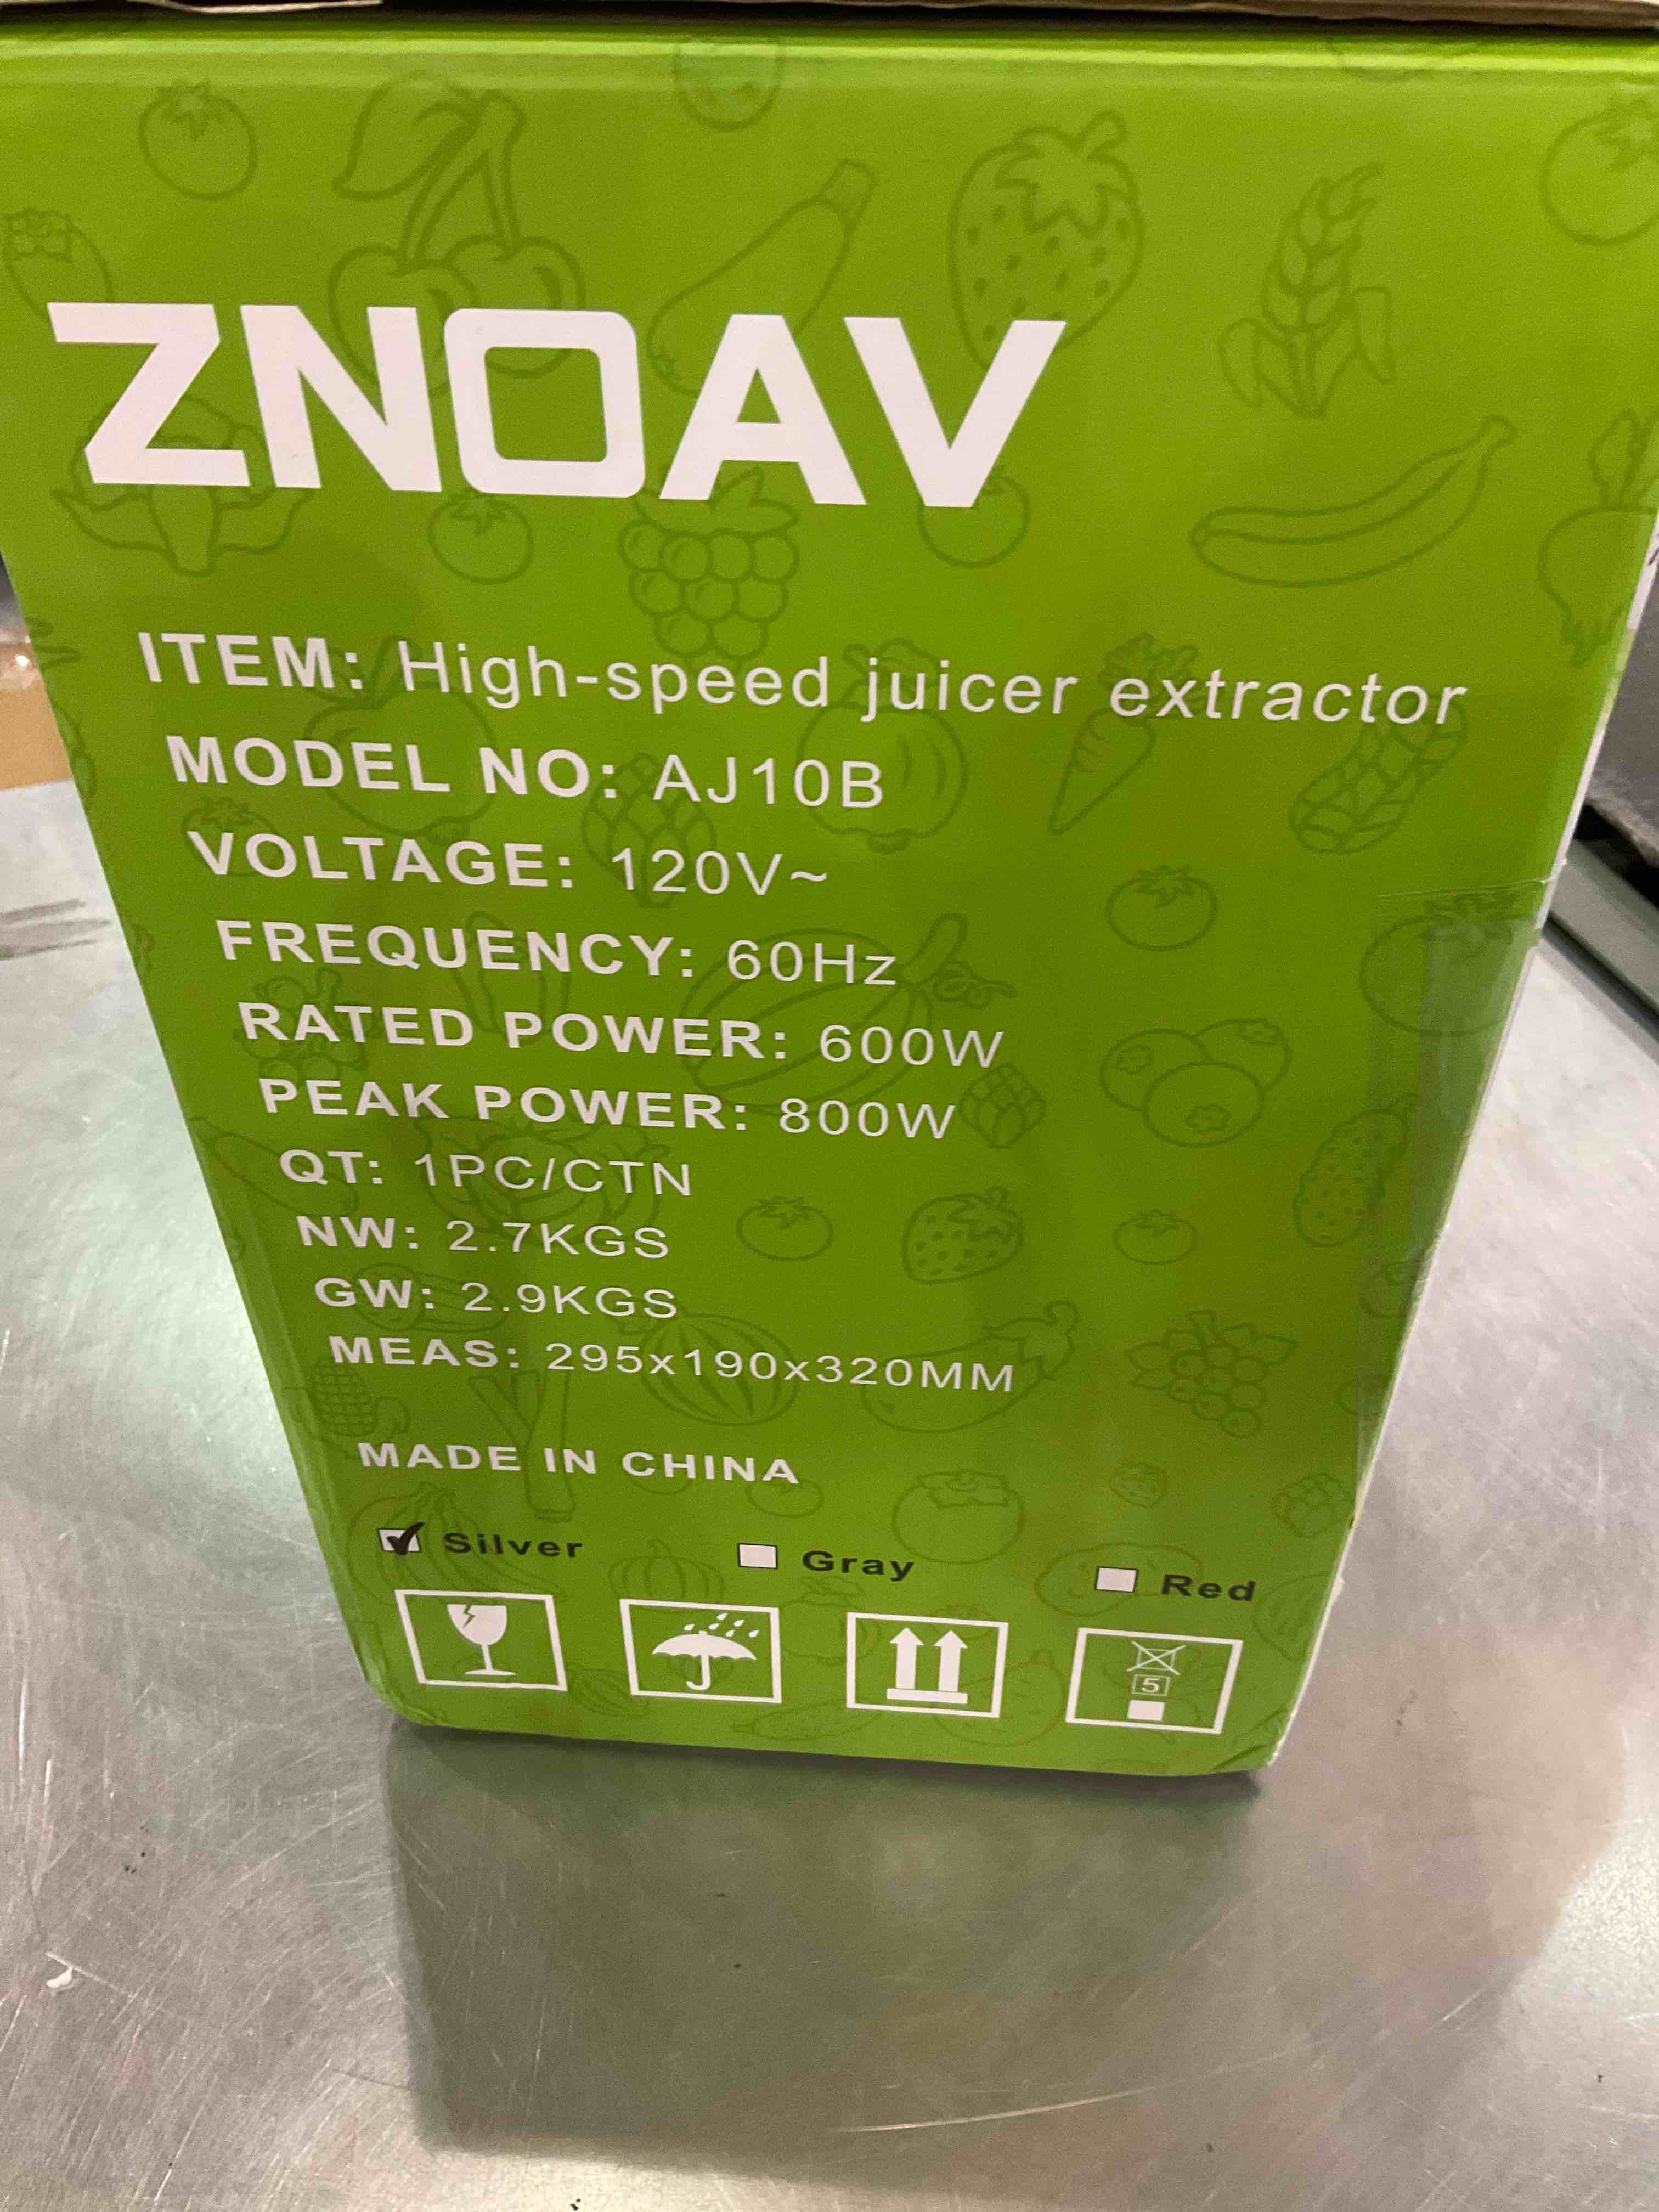 ZNOAV
ITEM: High-speed juicer extractor
MODEL NO: AJ10B
VOLTAGE: 120V~
FREQUENCY: 60Hz
RATED POWER: 600W
PEAK POWER: 800W
QT: 1PC/CTN
NW: 2.7KGS
GW: 2.9KGS
MEAS: 295x190x320MM
MADE IN CHINA
Silver Gray Red
5